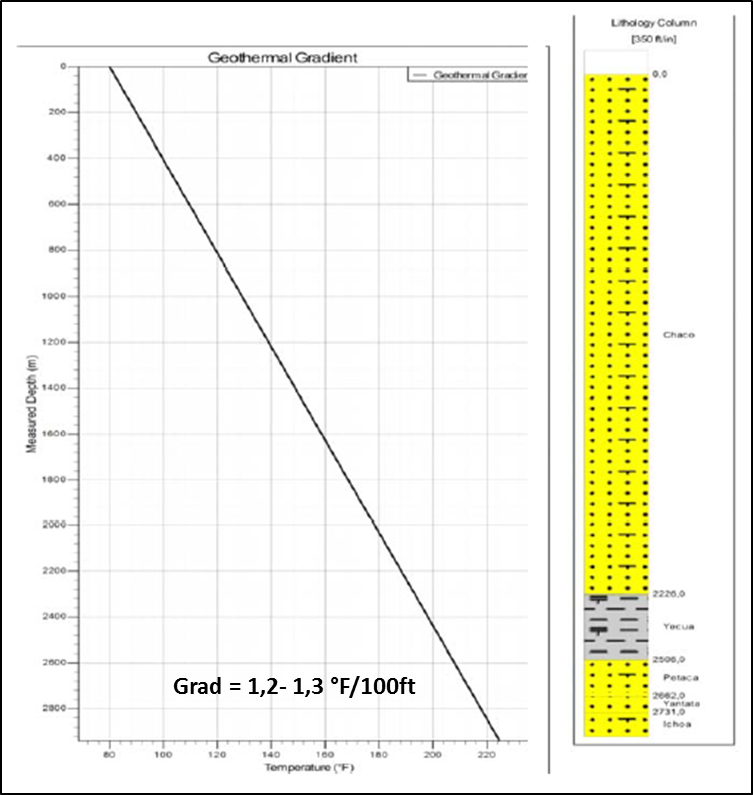 Geothermal Gradient
Geothermal Gradier
0
200
400
600
800
1000
1200
1400
1600
1800
2000
2200
2400
2600
2800
Measured Depth (m)
80
100
120
140
160
180
200
220
Temperature (°F)
Grad = 1,2- 1,3 °F/100ft
Lithology Column
[350 ft/in]
0,0
Chaco
2226,0
Yecua
2506,0
Petaca
2662,0
Yantata
2731,0
Ichoa